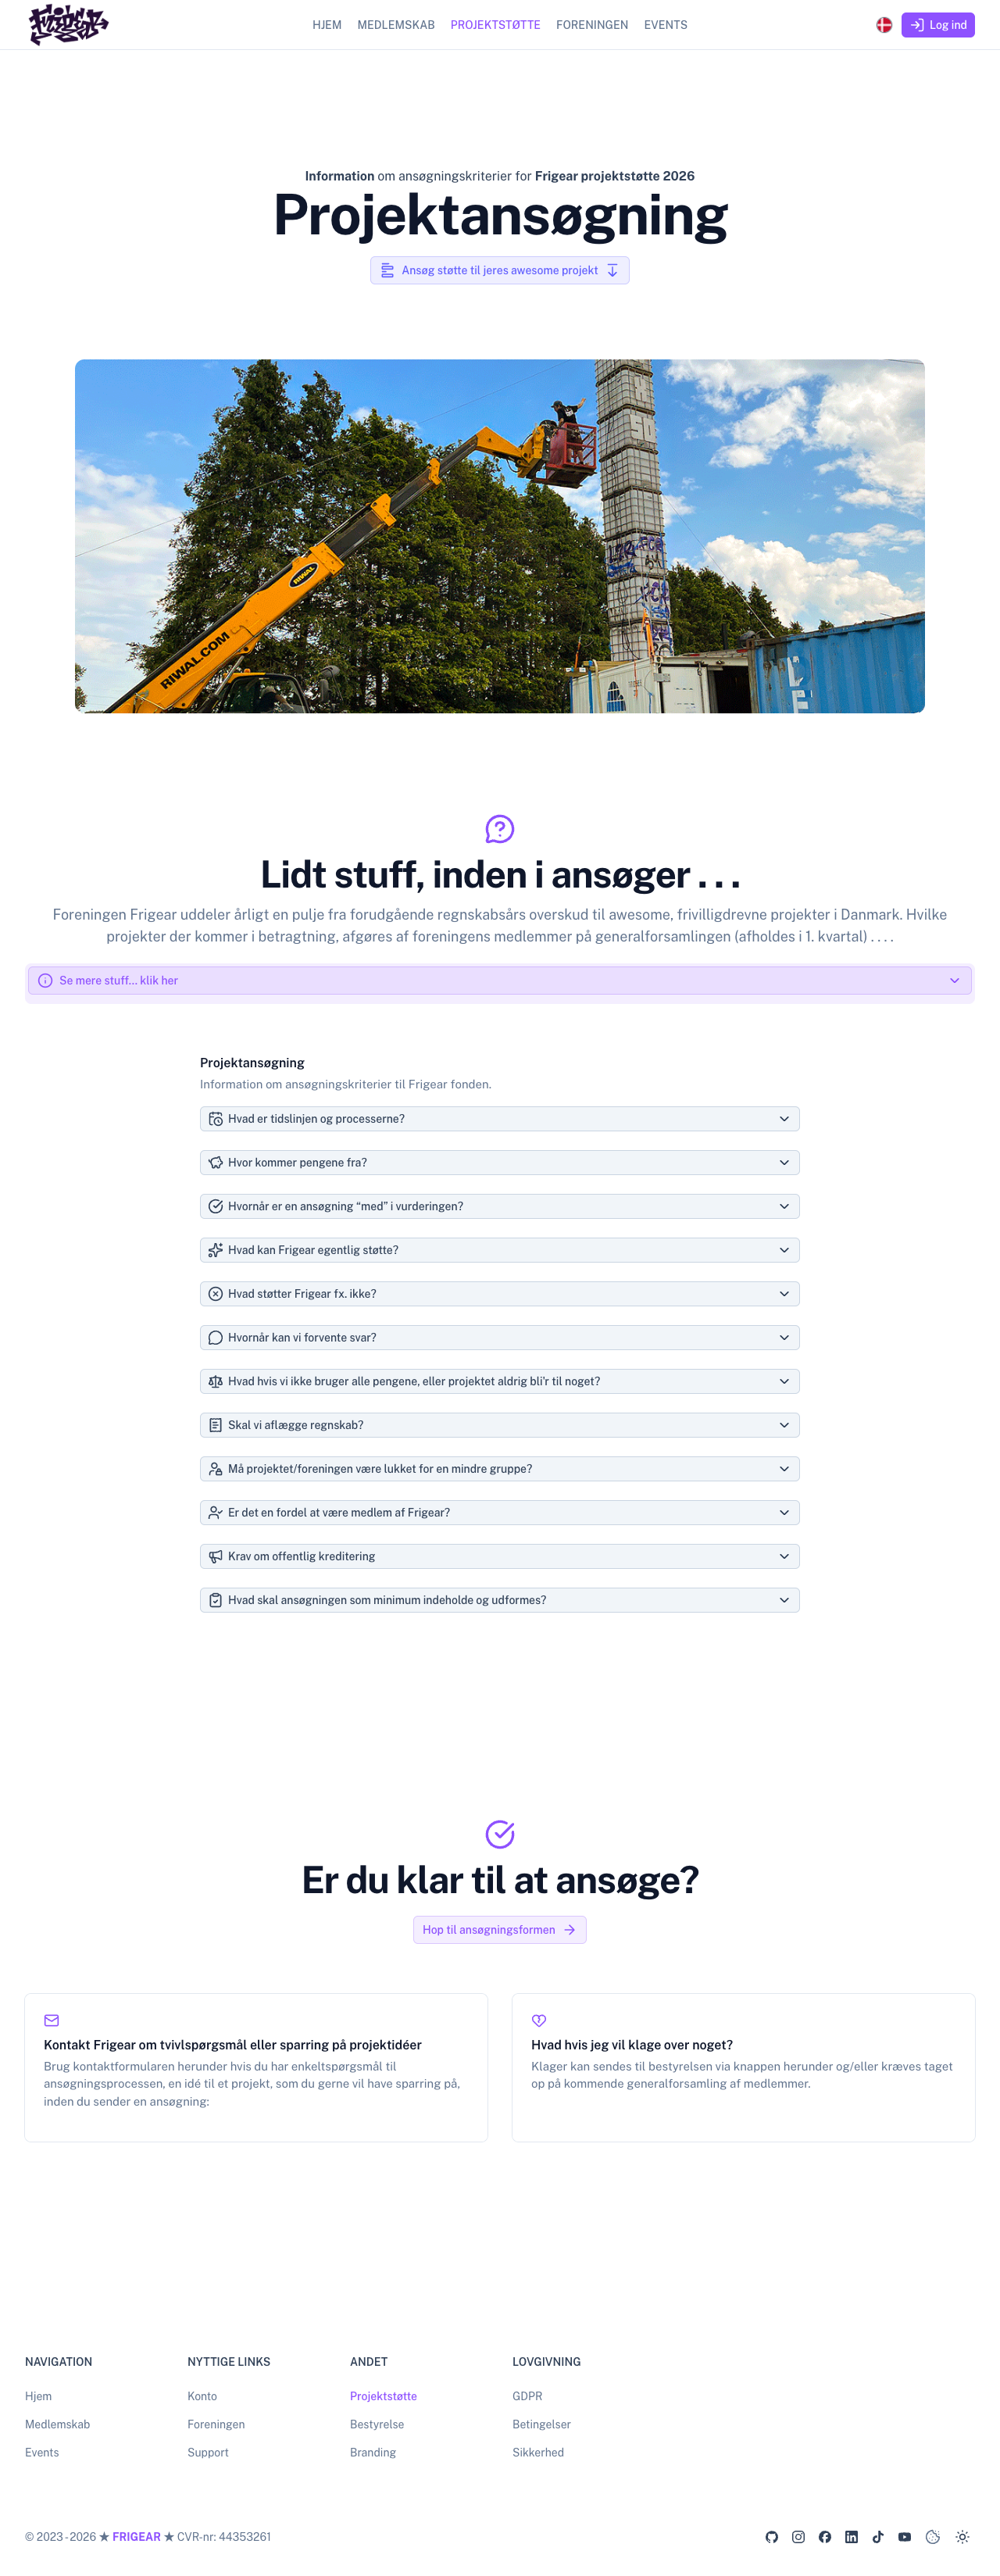 HJEM MEDLEMSKAB PROJEKTSTØTTE FORENINGEN EVENTS
Log ind
Information om ansøgningskriterier for Frigear projektstøtte 2026
Projektansøgning
Ansøg støtte til jeres awesome projekt
RIWAL
RIWAL.COM
Lidt stuff, inden i ansøger . . .
Foreningen Frigear uddeler årligt en pulje fra forudgående regnskabsårs overskud til awesome, frivilligdrevne projekter i Danmark. Hvilke
projekter der kommer i betragtning, afgøres af foreningens medlemmer på generalforsamlingen (afholdes i 1. kvartal) . . . .
Se mere stuff... klik her
Projektansøgning
Information om ansøgningskriterier til Frigear fonden.
Hvad er tidslinjen og processerne?
Hvor kommer pengene fra?
Hvornår er en ansøgning “med” i vurderingen?
Hvad kan Frigear egentlig støtte?
Hvad støtter Frigear fx. ikke?
Hvornår kan vi forvente svar?
Hvad hvis vi ikke bruger alle pengene, eller projektet aldrig bli'r til noget?
Skal vi aflægge regnskab?
Må projektet/foreningen være lukket for en mindre gruppe?
Er det en fordel at være medlem af Frigear?
Krav om offentlig kreditering
Hvad skal ansøgningen som minimum indeholde og udformes?
Er du klar til at ansøge?
Hop til ansøgningsformen
Kontakt Frigear om tvivlspørgsmål eller sparring på projektidéer
Brug kontaktformularen herunder hvis du har enkeltspørgsmål til
ansøgningsprocessen, en idé til et projekt, som du gerne vil have sparring på,
inden du sender en ansøgning:
Hvad hvis jeg vil klage over noget?
Klager kan sendes til bestyrelsen via knappen herunder og/eller kræves taget
op på kommende generalforsamling af medlemmer.
NAVIGATION
Hjem
Medlemskab
Events
NYTTIGE LINKS
Konto
Foreningen
Support
ANDET
Projektstøtte
Bestyrelse
Branding
LOVGIVNING
GDPR
Betingelser
Sikkerhed
© 2023 - 2026 ★ FRIGEAR ★ CVR-nr: 44353261